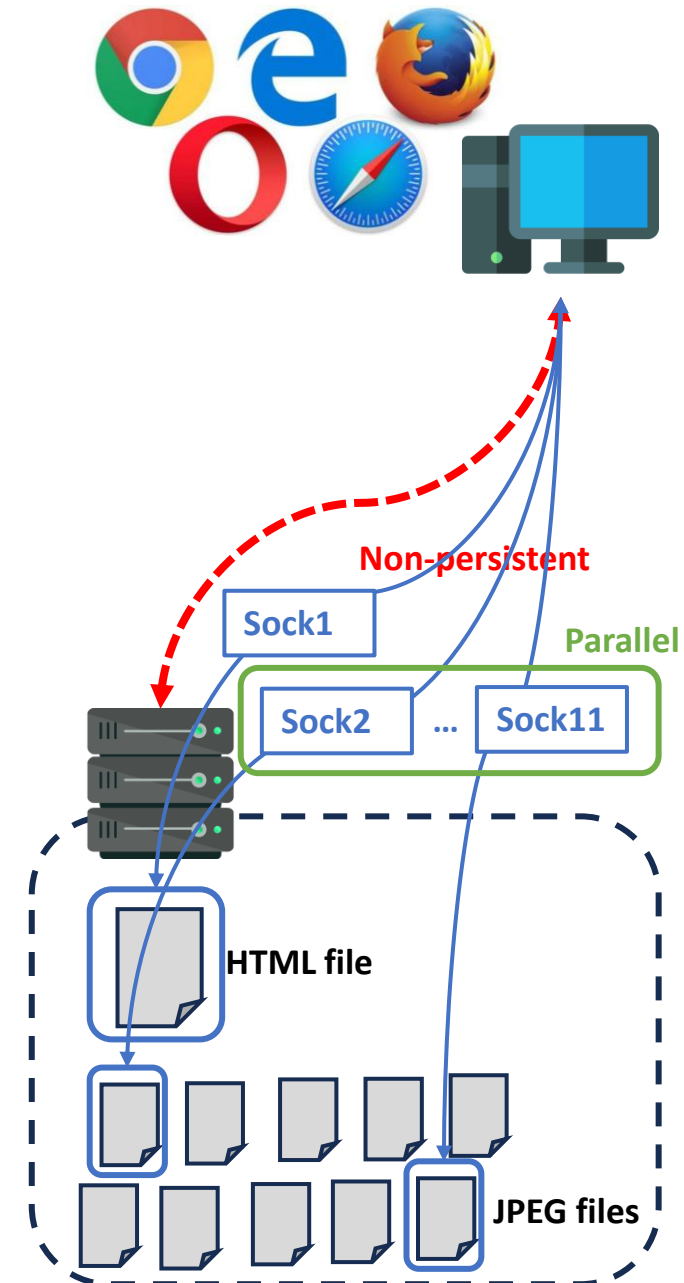 Non-persistent
Sock1
Parallel
Sock2
...
Sock11
HTML file
JPEG files